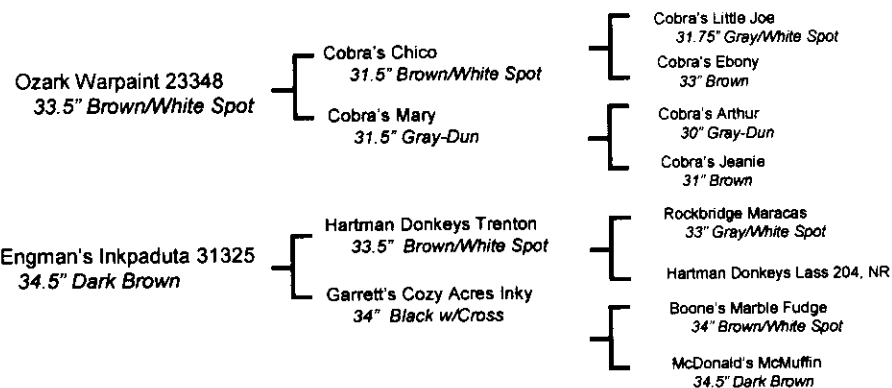 Ozark Warpaint 23348
33.5" Brown/White Spot
Cobra's Chico
31.5" Brown/White Spot
Cobra's Mary
31.5" Gray-Dun
Cobra's Little Joe
31.75" Gray/White Spot
Cobra's Ebony
33" Brown
Cobra's Arthur
30" Gray-Dun
Cobra's Jeanie
31" Brown
Engman's Inkpaduta 31325
34.5" Dark Brown
Hartman Donkeys Trenton
33.5" Brown/White Spot
Garrett's Cozy Acres Inky
34" Black w/Cross
Rockbridge Maracas
33" Gray/White Spot
Hartman Donkeys Lass 204, NR
Boone's Marble Fudge
34" Brown/White Spot
McDonald's McMuffin
34.5" Dark Brown